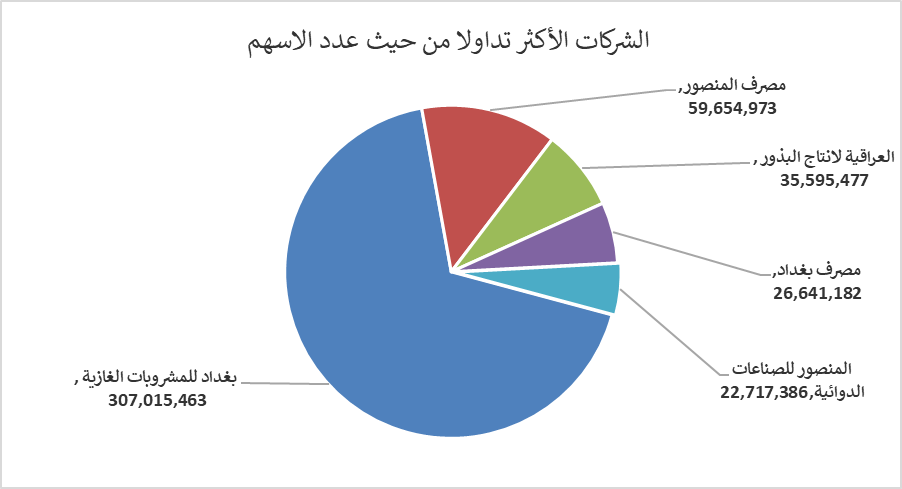 الشركات الأكثر تداولا من حيث عدد الاسهم
مصرف المنصور,
59,654,973
العراقية لانتاج البذور ,
35,595,477
مصرف بغداد,
26,641,182
المنصور للصناعات
الدوائية, 22,717,386
بغداد للمشروبات الغازية ,
307,015,463